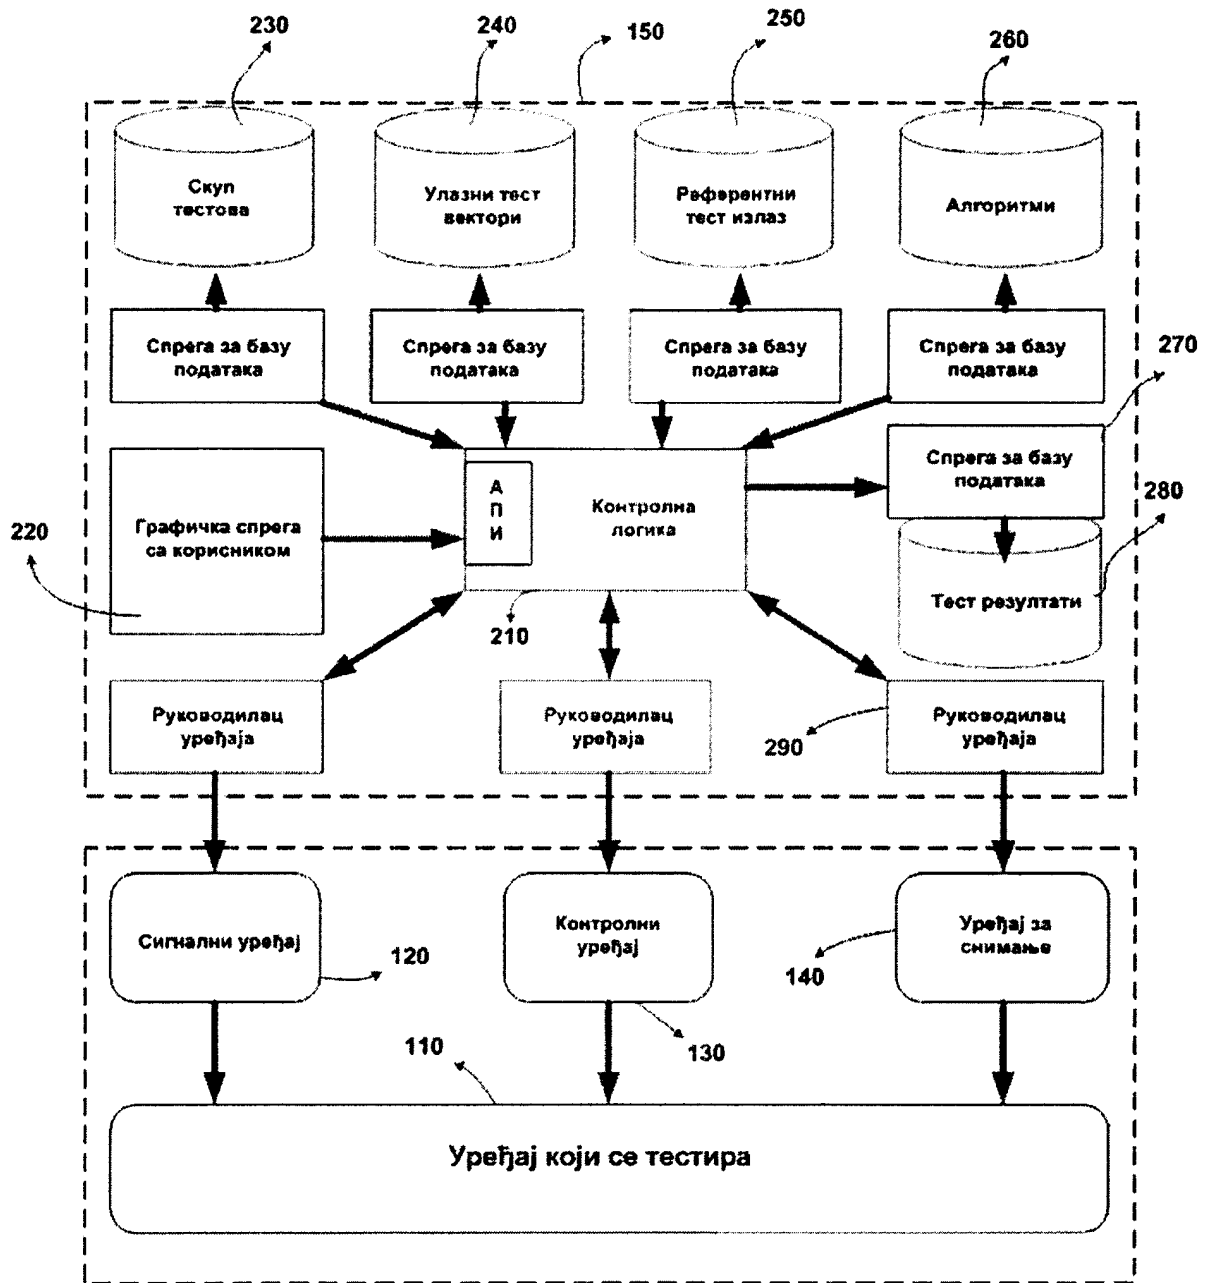 230
240
150
250
260
Скуп
тестова
Улазни тест
вектори
Референтни
тест излаз
Алгоритми
Спрега за базу
података
Спрега за базу
података
Спрега за базу
података
Спрега за базу
података
270
220
Графичка спрега
са корисником
А
П
И
Контролна
логика
210
Спрега за базу
података
280
Тест резултати
Руководилац
уређаја
Руководилац
уређаја
290
Руководилац
уређаја
Сигнални уређај
120
Контролни
уређај
130
140
Уређај за
снимање
110
Уређај који се тестира